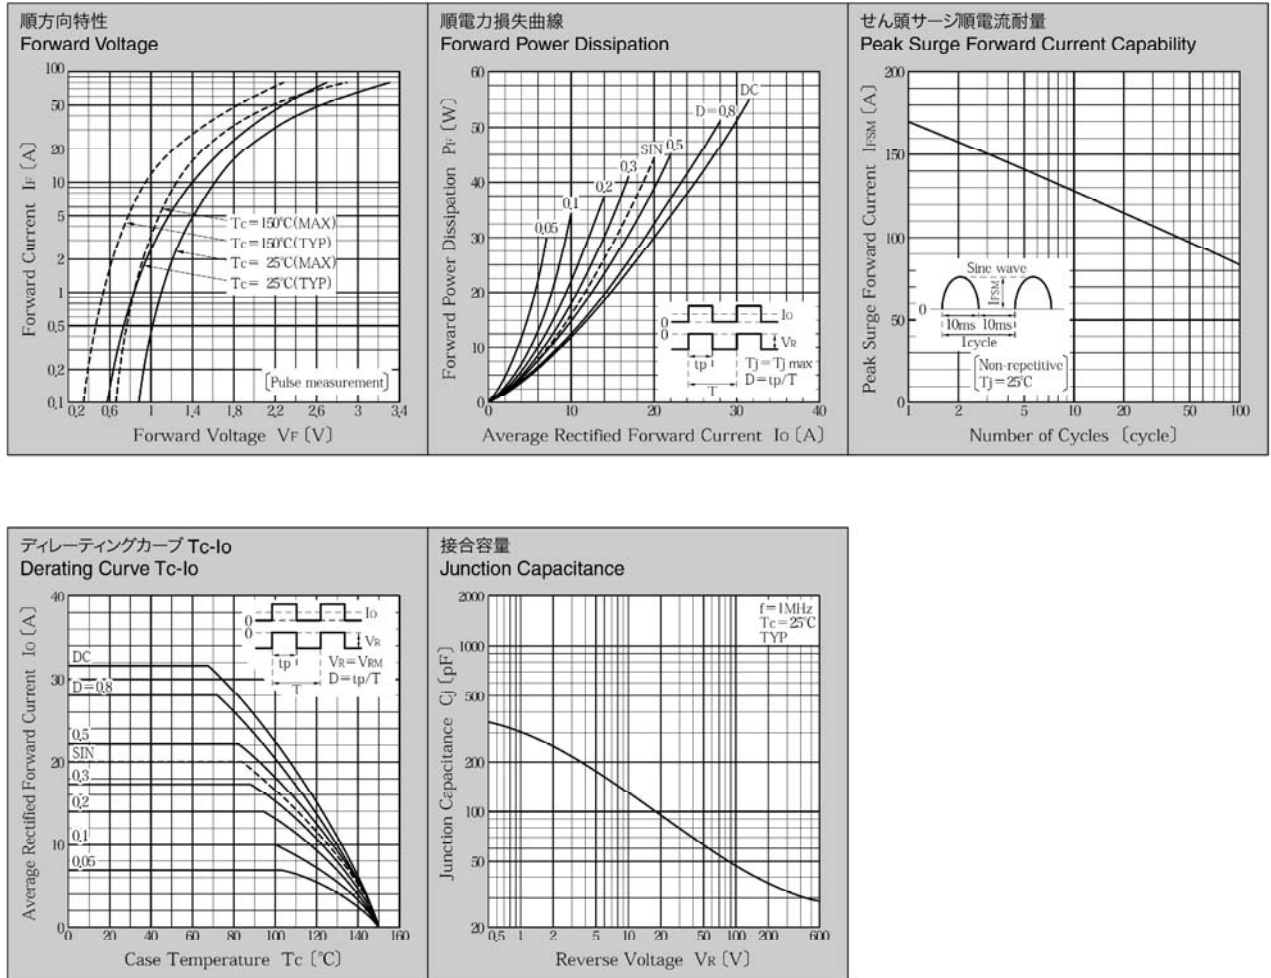 順方向特性
Forward Voltage
Forward Current IF [A]
100
50
20
10
5
2
1
0.5
0.2
0.1
Tc=150℃(MAX)
Tc=150℃(TYP)
Tc= 25℃(MAX)
Tc= 25℃(TYP)
[Pulse measurement]
0.2 0.6 1 1.4 1.8 2.2 2.6 3 3.4
Forward Voltage VF [V]
順電力損失曲線
Forward Power Dissipation
Forward Power Dissipation PF [W]
60
50
40
30
20
10
0
DC
D=0.8
SIN 0.5
0.3
0.2
0.1
0.05
0
Io
0
VR
tp
T
Tj=Tj max
D=tp/T
0 10 20 30 40
Average Rectified Forward Current Io [A]
せん頭サージ順電流耐量
Peak Surge Forward Current Capability
Peak Surge Forward Current IFSM [A]
200
150
100
50
0
Sine wave
IFSM
0
10ms 10ms
1cycle
Non-repetitive
Tj=25℃
1 2 5 10 20 50 100
Number of Cycles [cycle]
ディレーティングカーブ Tc-Io
Derating Curve Tc-Io
Average Rectified Forward Current Io [A]
40
30
20
10
0
DC
D=0.8
0.5
SIN
0.3
0.2
0.1
0.05
0
Io
0
VR
tp
T
VR=VRM
D=tp/T
0 20 40 60 80 100 120 140 160
Case Temperature Tc [℃]
接合容量
Junction Capacitance
Junction Capacitance Cj [pF]
2000
1000
500
200
100
50
20
f=1MHz
Tc=25℃
TYP
0.5 1 2 5 10 20 50 100 200 600
Reverse Voltage VR [V]